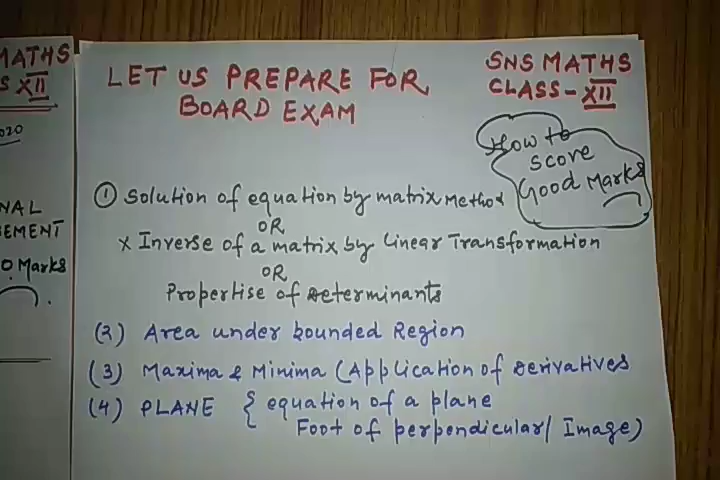 MATHS
S XII
020
NAL
EMENT
0 Marks
LET US PREPARE FOR
BOARD EXAM
SNS MATHS
CLASS - XII
How to
score
Good Marks
① Solution of equation by matrix Method
OR
x Inverse of a matrix by Linear Transformation
OR
Propertise of Determinants
(2) Area under bounded Region
(3) Maxima & Minima (Application of Derivatives
(4) PLANE { equation of a plane
Foot of perpendicular / Image)